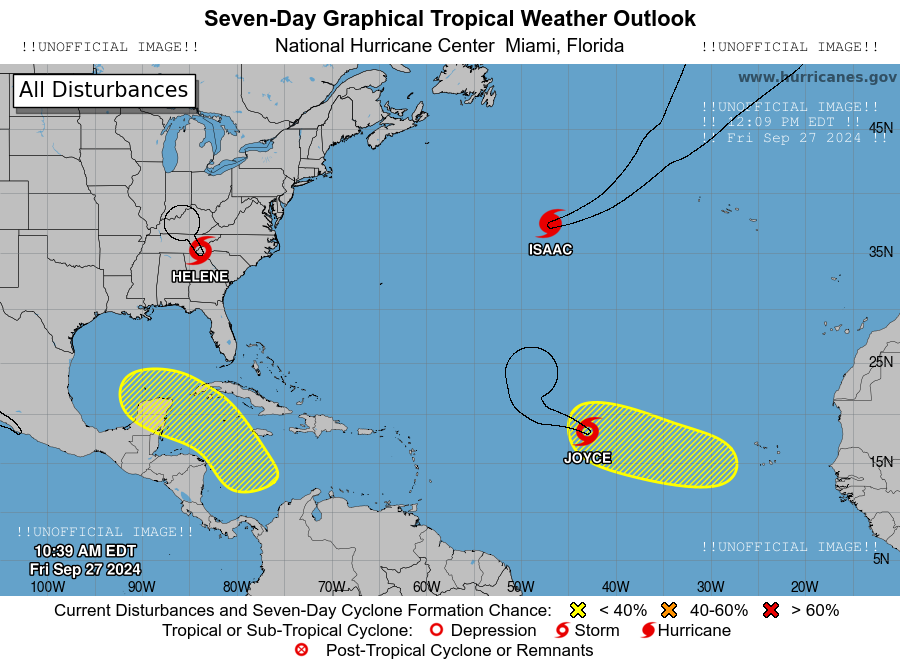 Seven-Day Graphical Tropical Weather Outlook
!!UNOFFICIAL IMAGE!! National Hurricane Center Miami, Florida !!UNOFFICIAL IMAGE!!
All Disturbances
www.hurricanes.gov
!!UNOFFICIAL IMAGE!!
!! 12:09 PM EDT !!
!! Fri Sep 27 2024 !!
45N
ISAAC
35N
HELENE
25N
JOYCE
15N
!!UNOFFICIAL IMAGE!!
10:39 AM EDT
Fri Sep 27 2024
!!UNOFFICIAL IMAGE!!
5N
100W 90W 80W 70W 60W 50W 40W 30W 20W
Current Disturbances and Seven-Day Cyclone Formation Chance: < 40% 40-60% > 60%
Tropical or Sub-Tropical Cyclone: Depression Storm Hurricane
Post-Tropical Cyclone or Remnants